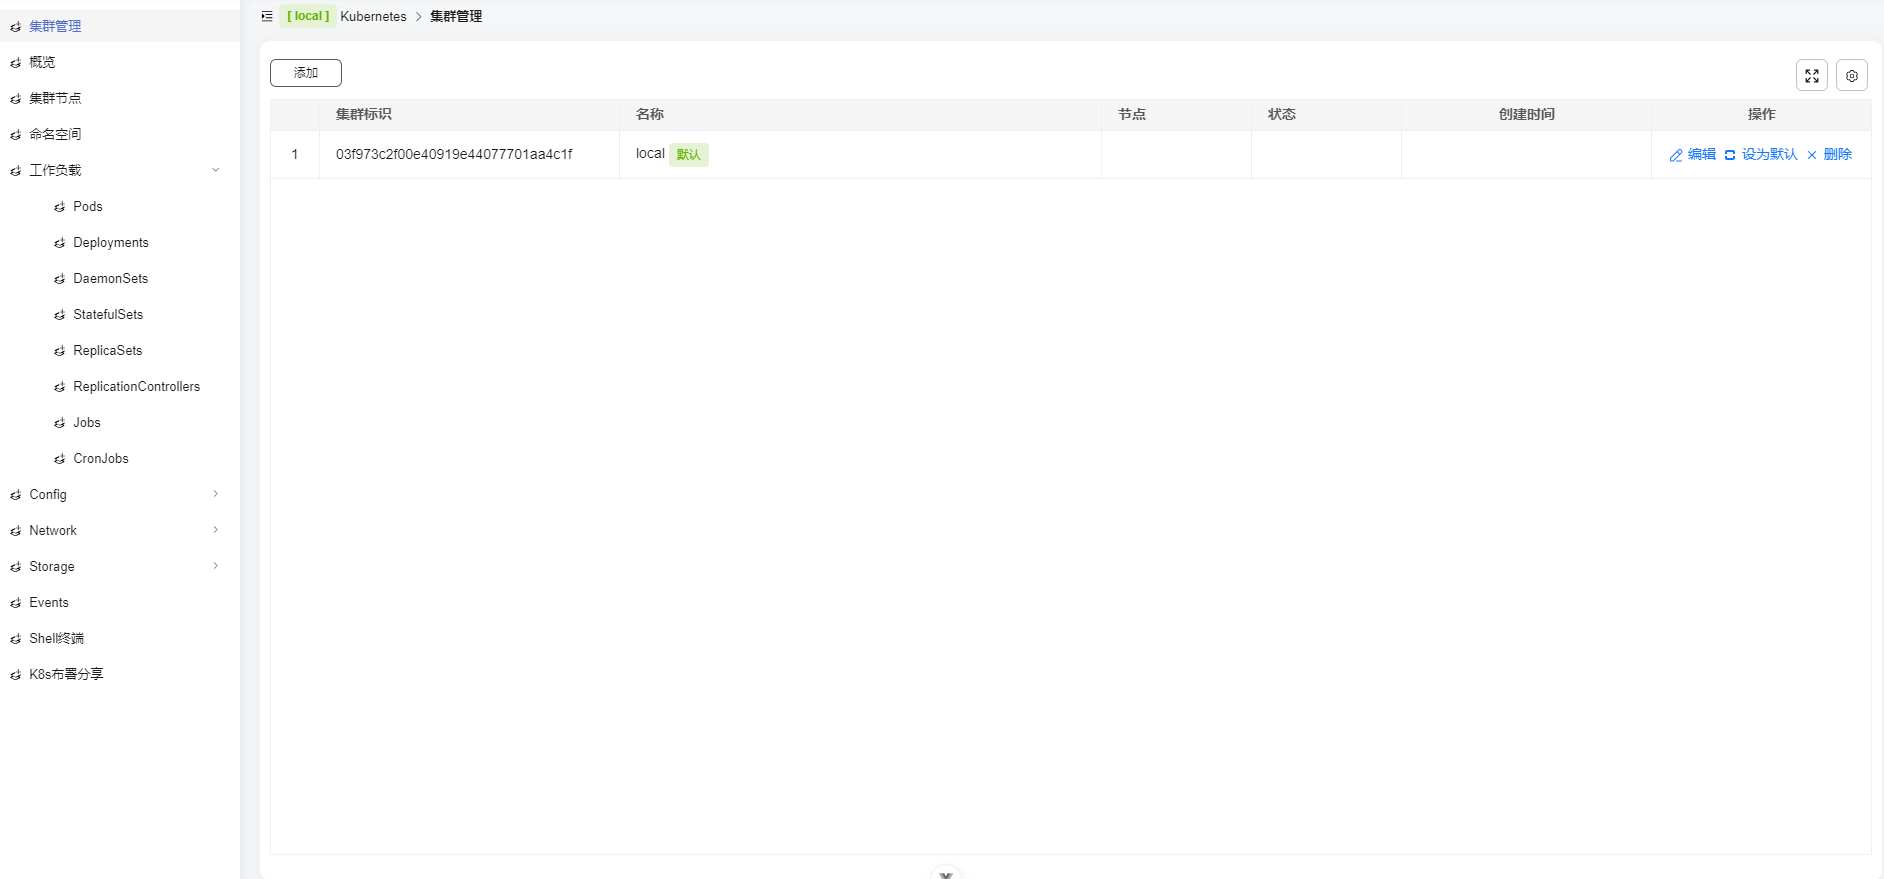 集群管理
概览
集群节点
命名空间
工作负载
Pods
Deployments
DaemonSets
StatefulSets
ReplicaSets
ReplicationControllers
Jobs
CronJobs
Config
Network
Storage
Events
Shell终端
K8s布署分享
[ local ] Kubernetes > 集群管理
添加
集群标识 名称 节点 状态 创建时间 操作
1 03f973c2f00e40919e44077701aa4c1f local 默认 编辑 设为默认 删除